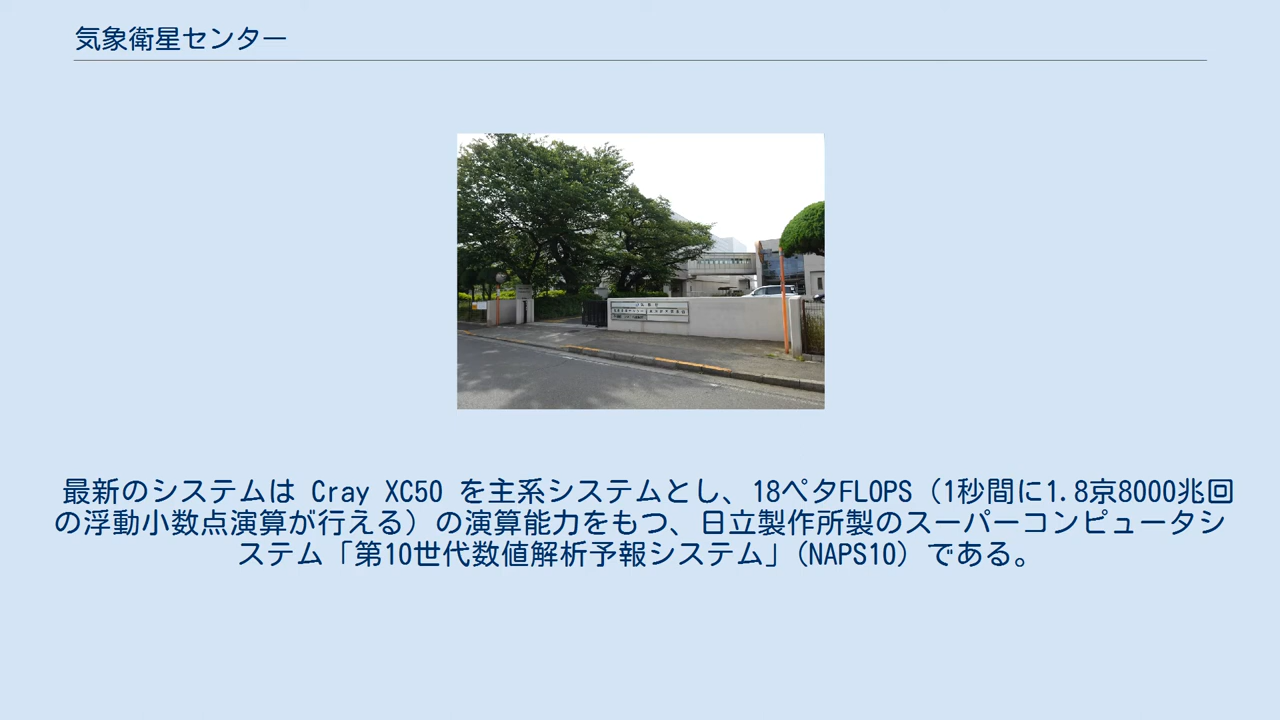 気象衛星センター
最新のシステムは Cray XC50 を主系システムとし、18ペタFLOPS（1秒間に1.8京8000兆回
の浮動小数点演算が行える）の演算能力をもつ、日立製作所製のスーパーコンピュータシ
ステム「第10世代数値解析予報システム」(NAPS10）である。